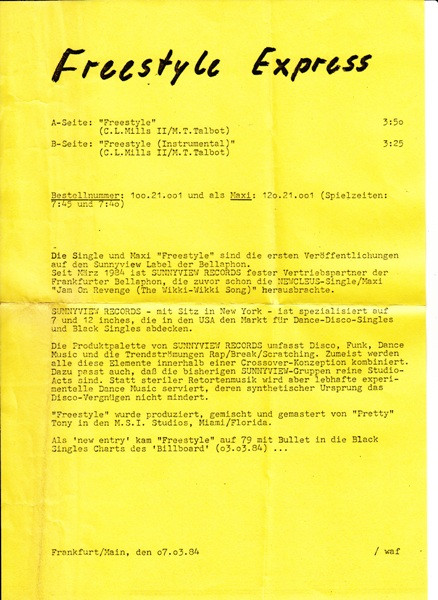 Freestyle Express
A-Seite: "Freestyle" 3:5o
(C.L.Mills II/M.T.Talbot)
B-Seite: "Freestyle (Instrumental)" 3:25
(C.L.Mills II/M.T.Talbot)
Bestellnummer: 1oo.21.oo1 und als Maxi: 12o.21.oo1 (Spielzeiten:
7:45 und 7:4o)
Die Single und Maxi "Freestyle" sind die ersten Veröffentlichungen
auf den Sunnyview Label der Bellaphon.
Seit März 1984 ist SUNNYVIEW RECORDS fester Vertriebspartner der
Frankfurter Bellaphon, die zuvor schon die NEWCLEUS-Single/Maxi
"Jam On Revenge (The Wikki-Wikki Song)" herausbrachte.
SUNNYVIEW RECORDS - mit Sitz in New York - ist spezialisiert auf
7 und 12 inches, die in den USA den Markt für Dance-Disco-Singles
und Black Singles abdecken.
Die Produktpalette von SUNNYVIEW RECORDS umfasst Disco, Funk, Dance
Music und die Trendströmungen Rap/Break/Scratching. Zumeist werden
alle diese Elemente innerhalb einer Crossover-Konzeption kombiniert.
Dazu passt auch, daß die bisherigen SUNNYVIEW-Gruppen reine Studio-
Acts sind. Statt steriler Retortenmusik wird aber lebhafte experi-
mentelle Dance Music serviert, deren synthetischer Ursprung das
Disco-Vergnügen nicht mindert.
"Freestyle" wurde produziert, gemischt und gemastert von "Pretty"
Tony in den M.S.I. Studios, Miami/Florida.
Als 'new entry' kam "Freestyle" auf 79 mit Bullet in die Black
Singles Charts des 'Billboard' (o3.o3.84) ...
Frankfurt/Main, den o7.o3.84 / waf